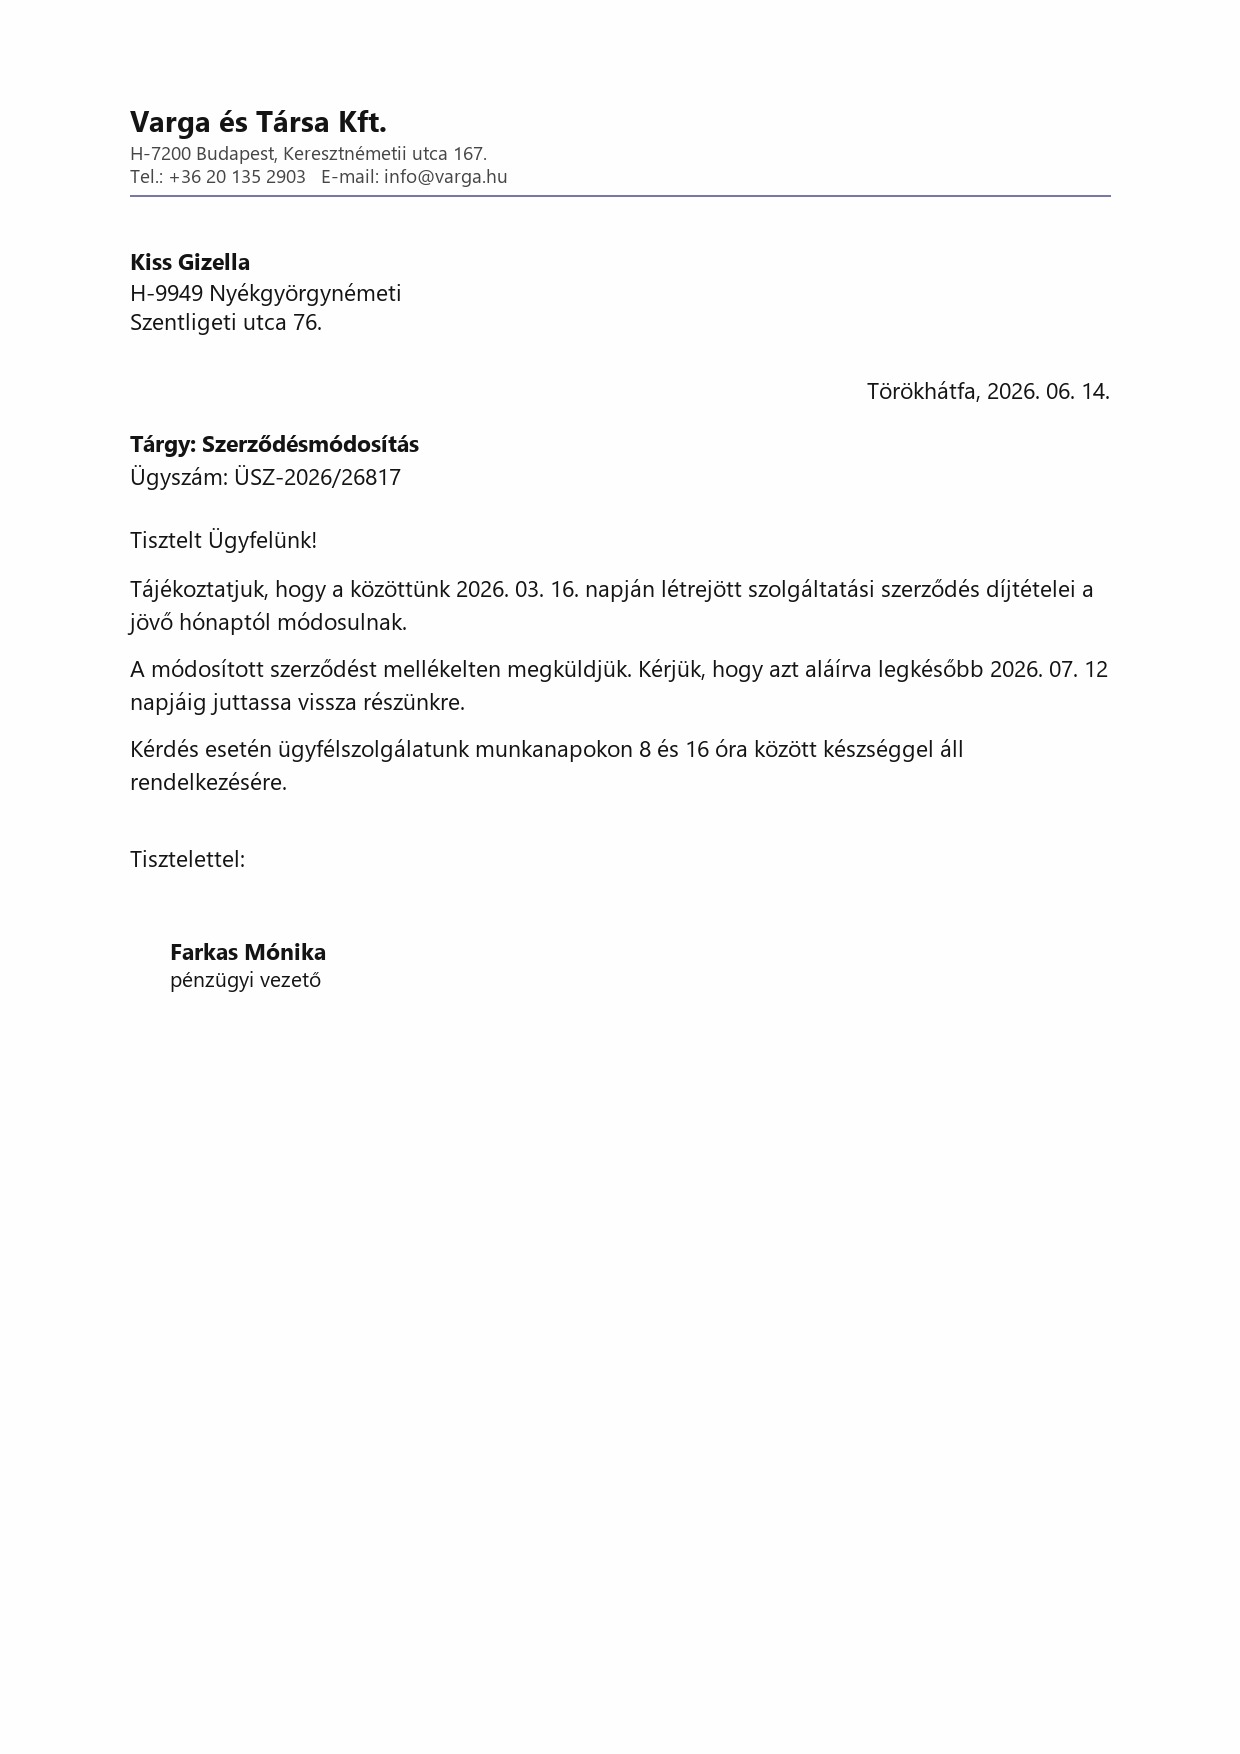 Varga és Társa Kft.
H-7200 Budapest, Keresztnémetii utca 167.
Tel.: +36 20 135 2903   E-mail: info@varga.hu
Kiss Gizella
H-9949 Nyékgyörgynémeti
Szentligeti utca 76.
Törökhátfa, 2026. 06. 14.
Tárgy: Szerződésmódosítás
Ügyszám: ÜSZ-2026/26817
Tisztelt Ügyfelünk!
Tájékoztatjuk, hogy a közöttünk 2026. 03. 16. napján létrejött szolgáltatási szerződés díjtételei a
jövő hónaptól módosulnak.
A módosított szerződést mellékelten megküldjük. Kérjük, hogy azt aláírva legkésőbb 2026. 07. 12
napjáig juttassa vissza részünkre.
Kérdés esetén ügyfélszolgálatunk munkanapokon 8 és 16 óra között készséggel áll
rendelkezésére.
Tisztelettel:
Farkas Mónika
pénzügyi vezető